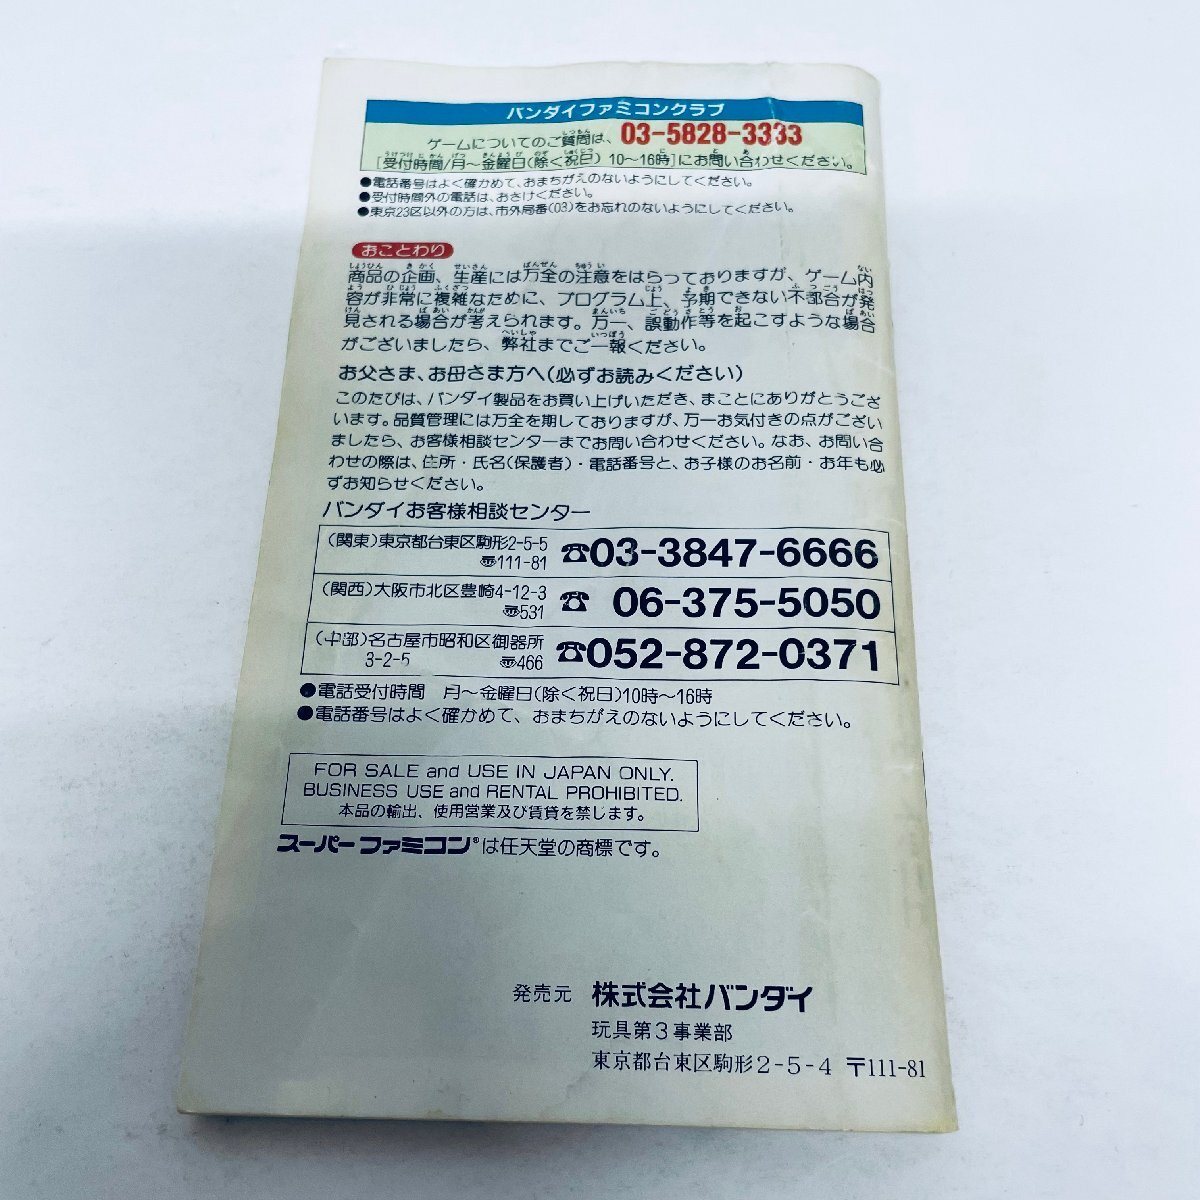 バンダイファミコンクラブ
ゲームについてのご質問は、 03-5828-3333
[受付時間/月〜金曜日(除く祝日) 10〜16時]にお問い合わせください。
●電話番号はよく確かめて、おまちがえのないようにしてください。
●受付時間外の電話は、おさけください。
●東京23区以外の方は、市外局番(03)をお忘れのないようにしてください。
おことわり
商品の企画、生産には万全の注意をはらっておりますが、ゲーム内
容が非常に複雑なために、プログラム上、予期できない不都合が発
見される場合が考えられます。万一、誤動作等を起こすような場合
がございましたら、弊社までご一報ください。
お父さま、お母さま方へ(必ずお読みください)
このたびは、バンダイ製品をお買い上げいただき、まことにありがとうござ
います。品質管理には万全を期しておりますが、万一お気付きの点がござい
ましたら、お客様相談センターまでお問い合わせください。なお、お問い合
わせの際は、住所・氏名(保護者)・電話番号と、お子様のお名前・お年も必
ずお知らせください。
バンダイお客様相談センター
(関東)東京都台東区駒形2-5-5
〠111-81
☎03-3847-6666
(関西)大阪市北区豊崎4-12-3
〠531
☎ 06-375-5050
(中部)名古屋市昭和区御器所
3-2-5 〠466
☎052-872-0371
●電話受付時間 月〜金曜日(除く祝日)10時〜16時
●電話番号はよく確かめて、おまちがえのないようにしてください。
FOR SALE and USE IN JAPAN ONLY.
BUSINESS USE and RENTAL PROHIBITED.
本品の輸出、使用営業及び賃貸を禁じます。
スーパーファミコン®は任天堂の商標です。
発売元 株式会社バンダイ
玩具第3事業部
東京都台東区駒形2-5-4 〒111-81